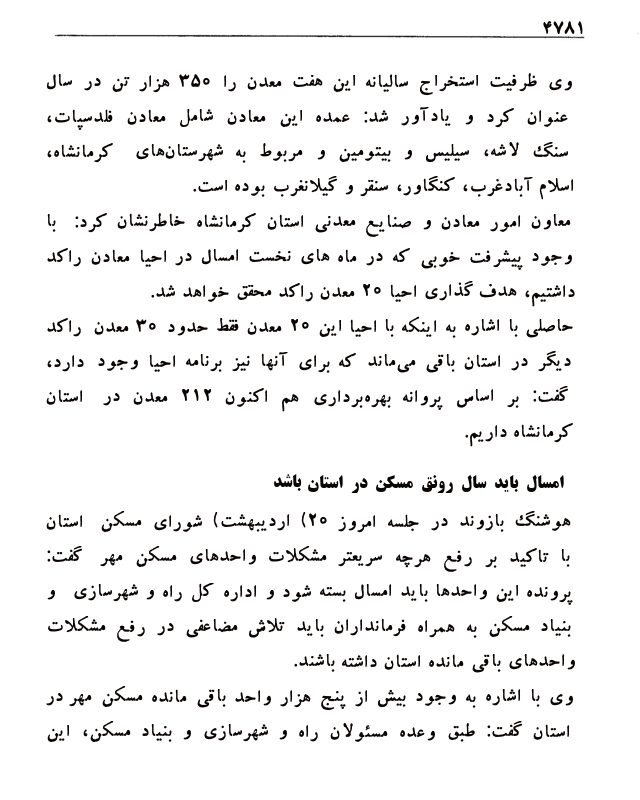 ۴۷۸۱
وی ظرفیت استخراج سالیانه این هفت معدن را ۳۵۰ هزار تن در سال
عنوان کرد و یادآور شد: عمده این معادن شامل معادن فلدسپات،
سنگ لاشه، سیلیس و بیتومین و مربوط به شهرستان‌های کرمانشاه،
اسلام آبادغرب، کنگاور، سنقر و گیلانغرب بوده است.
معاون امور معادن و صنایع معدنی استان کرمانشاه خاطرنشان کرد: با
وجود پیشرفت خوبی که در ماه های نخست امسال در احیا معادن راکد
داشتیم، هدف گذاری احیا ۲۰ معدن راکد محقق خواهد شد.
حاصلی با اشاره به اینکه با احیا این ۲۰ معدن فقط حدود ۳۰ معدن راکد
دیگر در استان باقی می‌ماند که برای آنها نیز برنامه احیا وجود دارد،
گفت: بر اساس پروانه بهره‌برداری هم اکنون ۲۱۲ معدن در استان
کرمانشاه داریم.
امسال باید سال رونق مسکن در استان باشد
هوشنگ بازوند در جلسه امروز ۲۰) اردیبهشت) شورای مسکن استان
با تاکید بر رفع هرچه سریعتر مشکلات واحدهای مسکن مهر گفت:
پرونده این واحدها باید امسال بسته شود و اداره کل راه و شهرسازی و
بنیاد مسکن به همراه فرمانداران باید تلاش مضاعفی در رفع مشکلات
واحدهای باقی مانده استان داشته باشند.
وی با اشاره به وجود بیش از پنج هزار واحد باقی مانده مسکن مهر در
استان گفت: طبق وعده مسئولان راه و شهرسازی و بنیاد مسکن، این